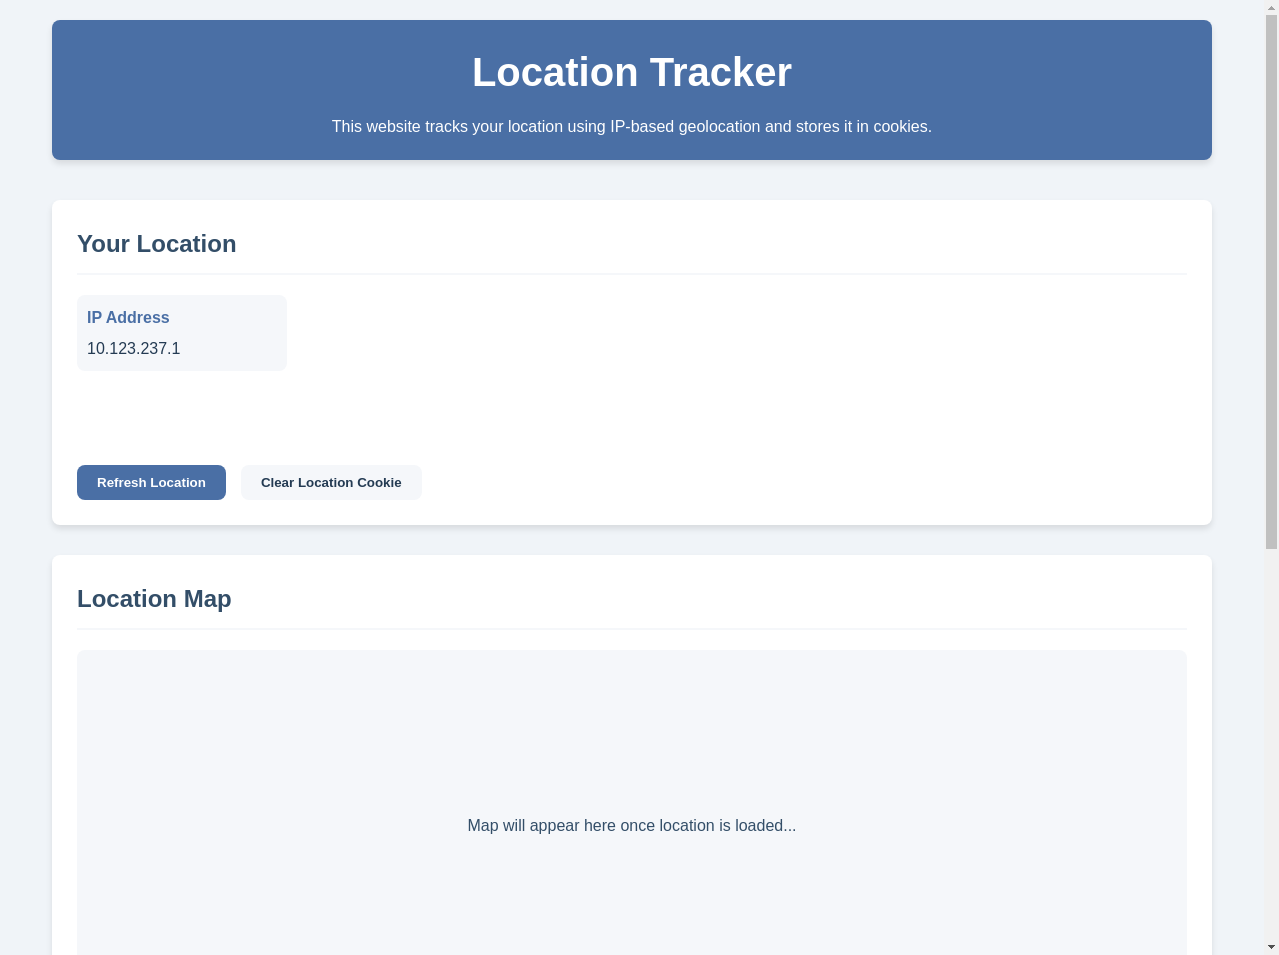 Location Tracker
This website tracks your location using IP-based geolocation and stores it in cookies.
Your Location
IP Address
10.123.237.1
Refresh Location
Clear Location Cookie
Location Map
Map will appear here once location is loaded...